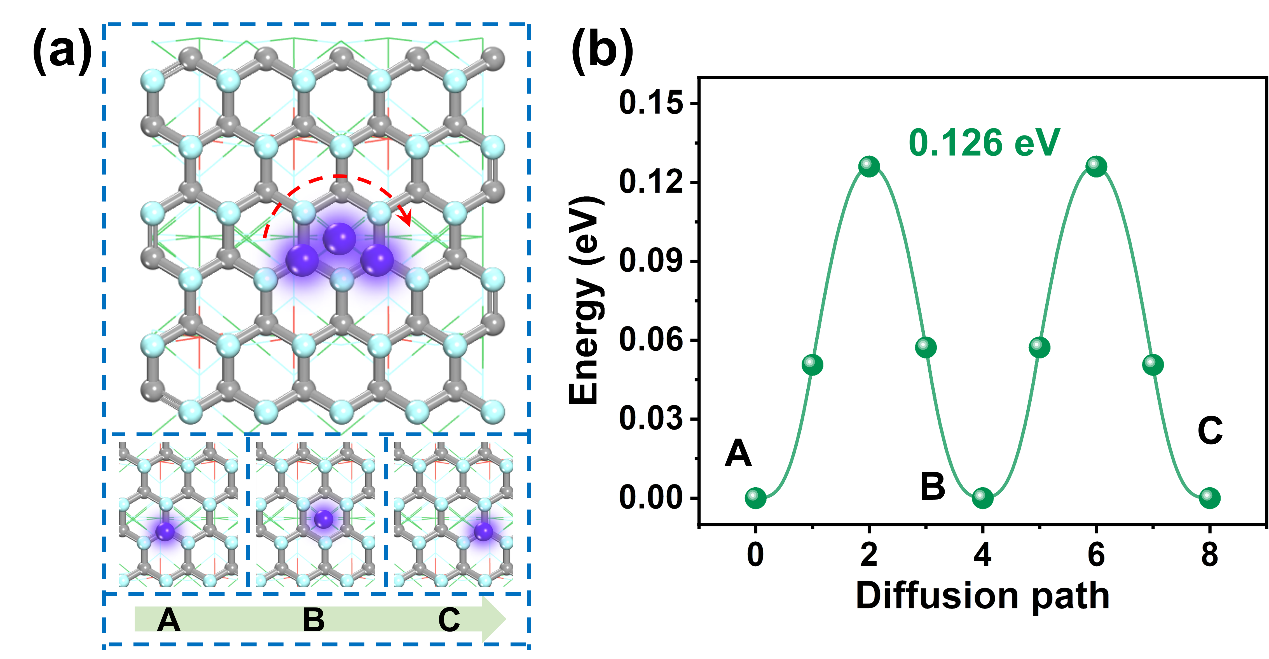 (a)
A B C
(b)
0.126 eV
0.15
0.12
0.09
0.06
0.03
0.00
Energy (eV)
A
B
C
0 2 4 6 8
Diffusion path